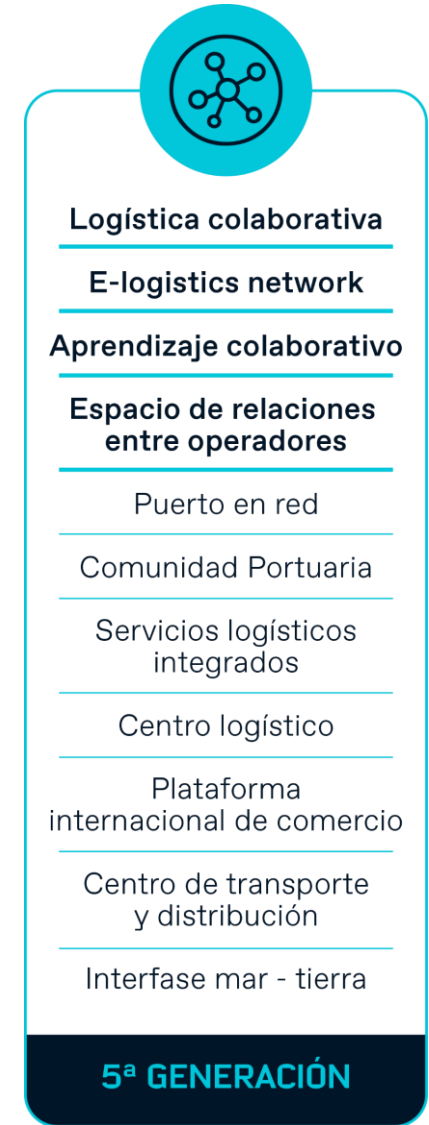 Logística colaborativa
E-logistics network
Aprendizaje colaborativo
Espacio de relaciones
entre operadores
Puerto en red
Comunidad Portuaria
Servicios logísticos
integrados
Centro logístico
Plataforma
internacional de comercio
Centro de transporte
y distribución
Interfase mar - tierra
5ª GENERACIÓN